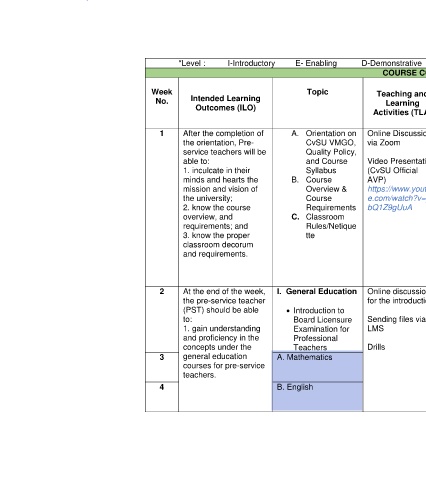 *Level : I-Introductory E- Enabling D-Demonstrative
COURSE C
Week
No.
Intended Learning
Outcomes (ILO)
Topic
Teaching and
Learning
Activities (TLA
1
After the completion of
the orientation, Pre-
service teachers will be
able to:
1. inculcate in their
minds and hearts the
mission and vision of
the university;
2. know the course
overview, and
requirements; and
3. know the proper
classroom decorum
and requirements.
A. Orientation on
CvSU VMGO,
Quality Policy,
and Course
Syllabus
B. Course
Overview &
Course
Requirements
C. Classroom
Rules/Netique
tte
Online Discussio
via Zoom
Video Presentati
(CvSU Official
AVP)
https://www.yout
e.com/watch?v=
bQ1Z9gUuA
2
At the end of the week,
the pre-service teacher
(PST) should be able
to:
1. gain understanding
and proficiency in the
concepts under the
general education
courses for pre-service
teachers.
I. General Education
• Introduction to
Board Licensure
Examination for
Professional
Teachers
Online discussio
for the introducti
Sending files via
LMS
Drills
3
A. Mathematics
4
B. English